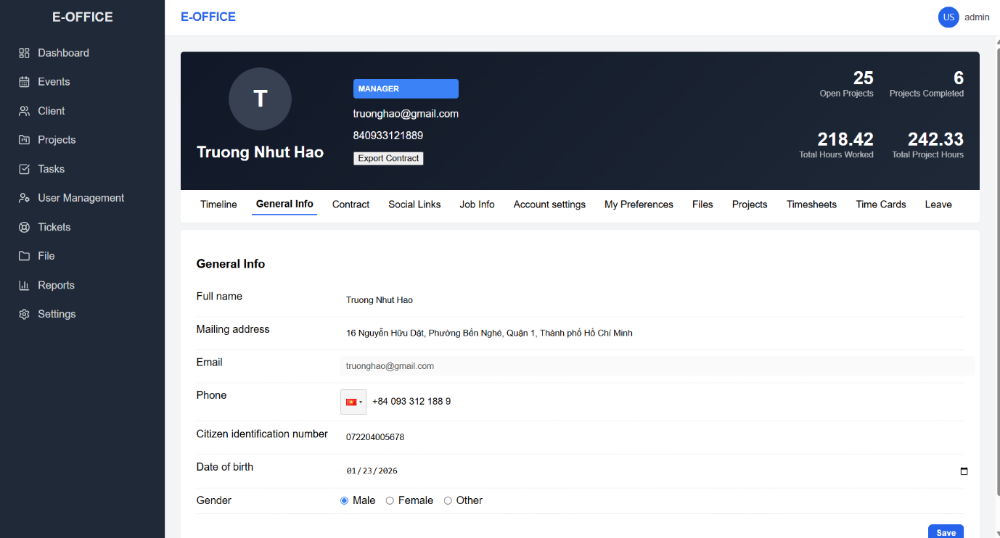 E-OFFICE
E-OFFICE
US admin
Dashboard
Events
Client
Projects
Tasks
User Management
Tickets
File
Reports
Settings
T
Truong Nhut Hao
MANAGER
truonghao@gmail.com
840933121889
Export Contract
25 6
Open Projects Projects Completed
218.42 242.33
Total Hours Worked Total Project Hours
Timeline General Info Contract Social Links Job Info Account settings My Preferences Files Projects Timesheets Time Cards Leave
General Info
Full name Truong Nhut Hao
Mailing address 16 Nguyễn Hữu Dật, Phường Bến Nghé, Quận 1, Thành phố Hồ Chí Minh
Email truonghao@gmail.com
Phone +84 093 312 188 9
Citizen identification number 072204005678
Date of birth 01/23/2026
Gender Male Female Other
Save